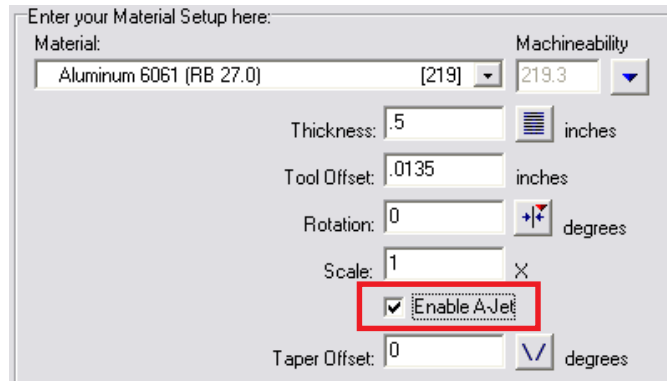 Enter your Material Setup here:
Material: Machineability
Aluminum 6061 (RB 27.0) [219] 219.3
Thickness: .5 inches
Tool Offset: .0135 inches
Rotation: 0 degrees
Scale: 1 X
Enable A-Jet
Taper Offset: 0 degrees